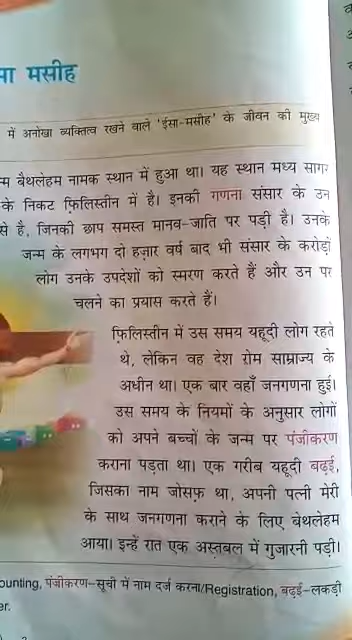 सा मसीह
में अनोखा व्यक्तित्व रखने वाले 'ईसा-मसीह' के जीवन की मुख्य
न्म बैथलेहम नामक स्थान में हुआ था। यह स्थान मध्य सागर
के निकट फ़िलिस्तीन में है। इनकी गणना संसार के उन
से है, जिनकी छाप समस्त मानव-जाति पर पड़ी है। उनके
जन्म के लगभग दो हज़ार वर्ष बाद भी संसार के करोड़ों
लोग उनके उपदेशों को स्मरण करते हैं और उन पर
चलने का प्रयास करते हैं।
फ़िलिस्तीन में उस समय यहूदी लोग रहते
थे, लेकिन वह देश रोम साम्राज्य के
अधीन था। एक बार वहाँ जनगणना हुई।
उस समय के नियमों के अनुसार लोगों
को अपने बच्चों के जन्म पर पंजीकरण
कराना पड़ता था। एक गरीब यहूदी बढ़ई,
जिसका नाम जोसफ़ था, अपनी पत्नी मेरी
के साथ जनगणना कराने के लिए बेथलेहम
आया। इन्हें रात एक अस्तबल में गुजारनी पड़ी।
ounting, पंजीकरण–सूची में नाम दर्ज करना/Registration, बढ़ई–लकड़ी
er.